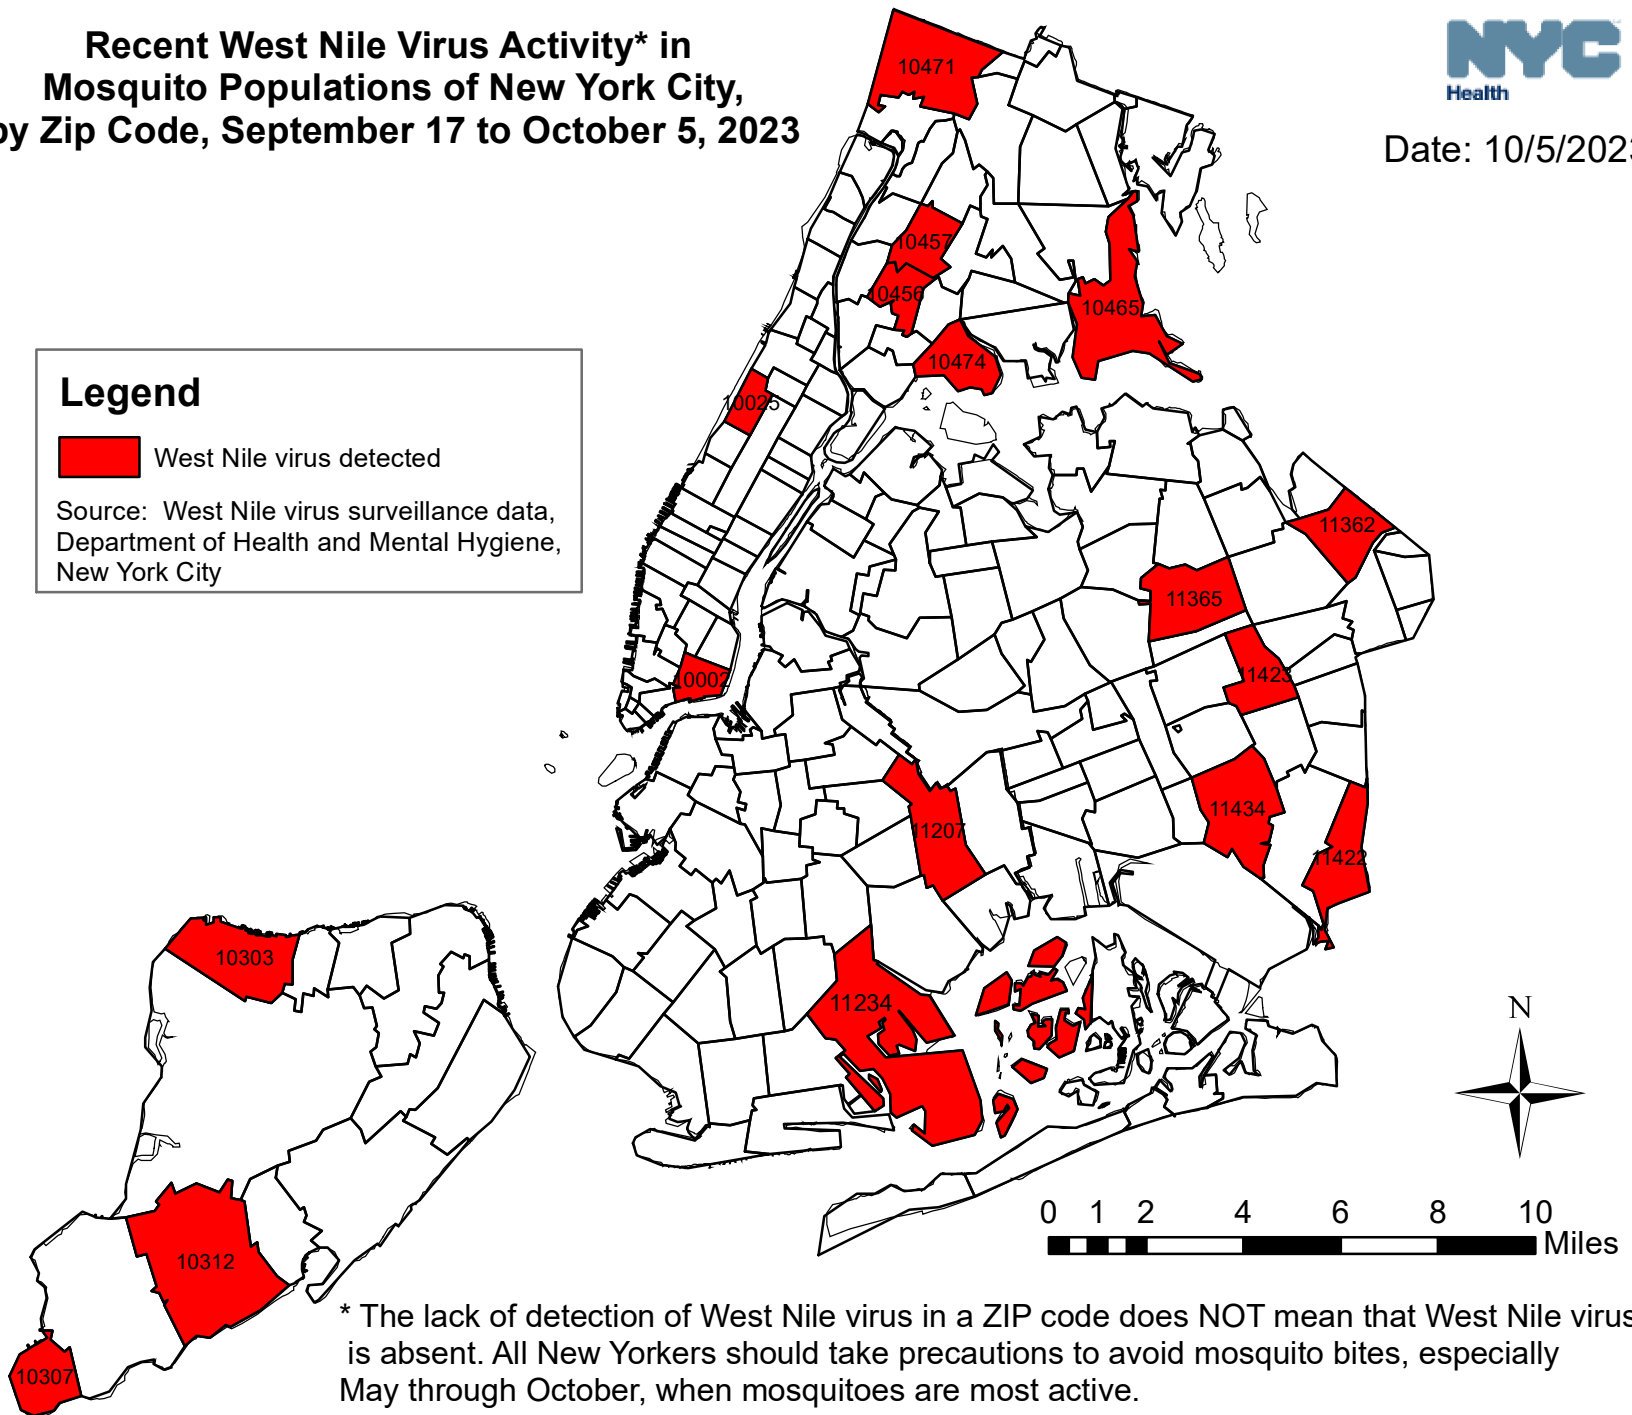 Recent West Nile Virus Activity* in
Mosquito Populations of New York City,
by Zip Code, September 17 to October 5, 2023
NYC
Health
Date: 10/5/2023
Legend
West Nile virus detected
Source: West Nile virus surveillance data,
Department of Health and Mental Hygiene,
New York City
10471
10457
10456
10465
10474
10025
11362
11365
11423
10002
11434
11207
11422
10303
11234
10312
10307
N
0 1 2 4 6 8 10
Miles
* The lack of detection of West Nile virus in a ZIP code does NOT mean that West Nile virus
is absent. All New Yorkers should take precautions to avoid mosquito bites, especially
May through October, when mosquitoes are most active.